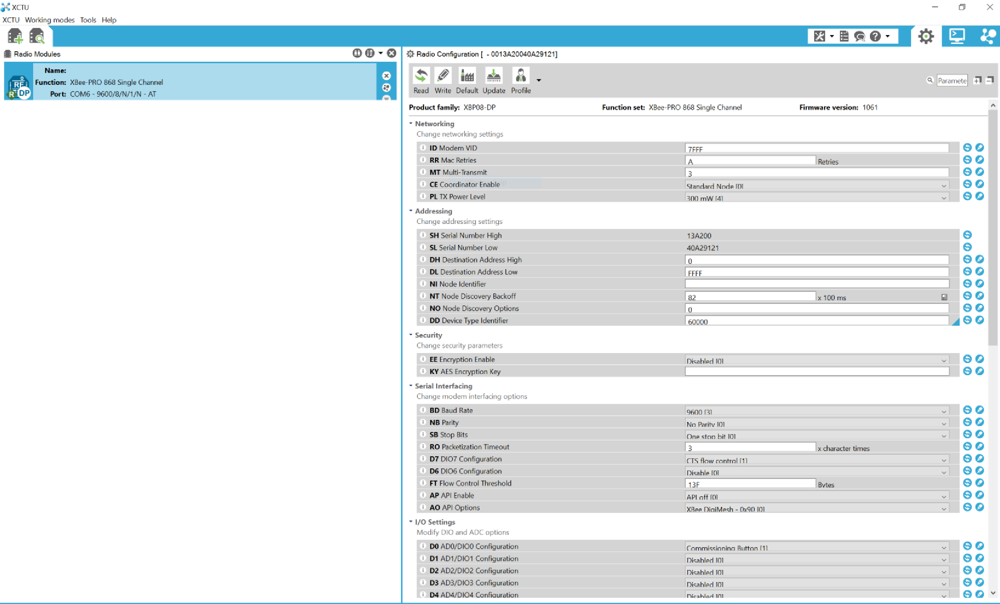 XCTU
XCTU Working modes Tools Help
Radio Modules
Name:
Function: XBee-PRO 868 Single Channel
Port: COM6 - 9600/8/N/1/N - AT
RF
R DP
Radio Configuration [ - 0013A20040A29121]
Read Write Default Update Profile
Paramete
Product family: XBP08-DP Function set: XBee-PRO 868 Single Channel Firmware version: 1061
Networking
Change networking settings
ID Modem VID 7FFF
RR Mac Retries A Retries
MT Multi-Transmit 3
CE Coordinator Enable Standard Node [0]
PL TX Power Level 300 mW [4]
Addressing
Change addressing settings
SH Serial Number High 13A200
SL Serial Number Low 40A29121
DH Destination Address High 0
DL Destination Address Low FFFF
NI Node Identifier
NT Node Discovery Backoff 82 x 100 ms
NO Node Discovery Options 0
DD Device Type Identifier 60000
Security
Change security parameters
EE Encryption Enable Disabled [0]
KY AES Encryption Key
Serial Interfacing
Change modem interfacing options
BD Baud Rate 9600 [3]
NB Parity No Parity [0]
SB Stop Bits One stop bit [0]
RO Packetization Timeout 3 x character times
D7 DIO7 Configuration CTS flow control [1]
D6 DIO6 Configuration Disable [0]
FT Flow Control Threshold 13F Bytes
AP API Enable API off [0]
AO API Options XBee DigiMesh - 0x90 [0]
I/O Settings
Modify DIO and ADC options
D0 AD0/DIO0 Configuration Commissioning Button [1]
D1 AD1/DIO1 Configuration Disabled [0]
D2 AD2/DIO2 Configuration Disabled [0]
D3 AD3/DIO3 Configuration Disabled [0]
D4 AD4/DIO4 Configuration Disabled [0]